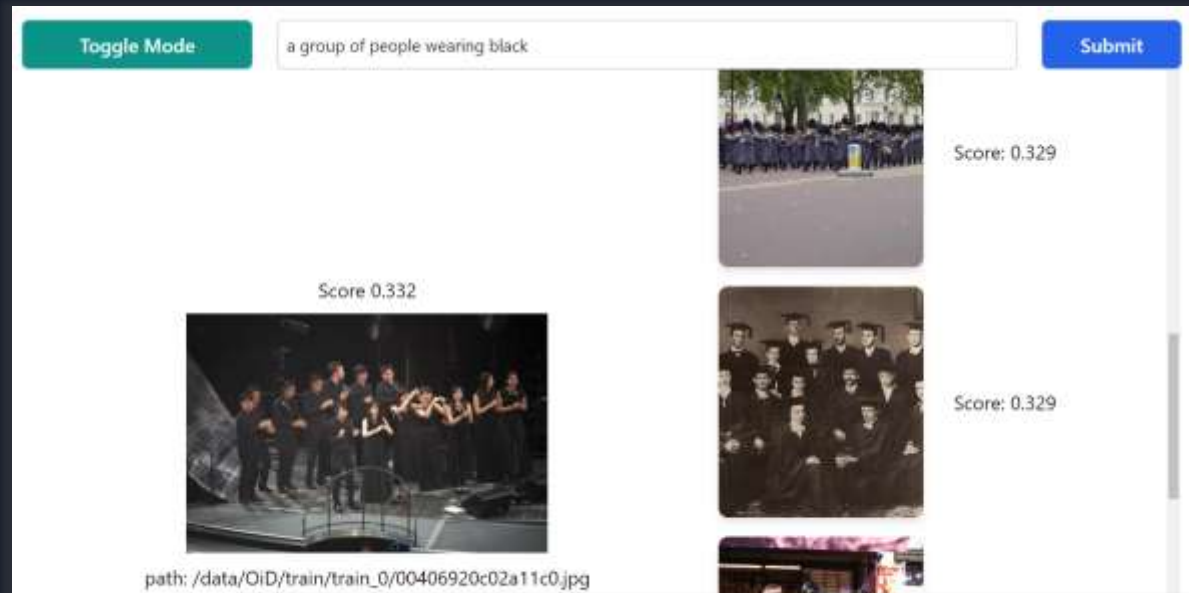 Toggle Mode
a group of people wearing black
Submit
Score: 0.329
Score 0.332
Score: 0.329
path: /data/OiD/train/train_0/00406920c02a11c0.jpg